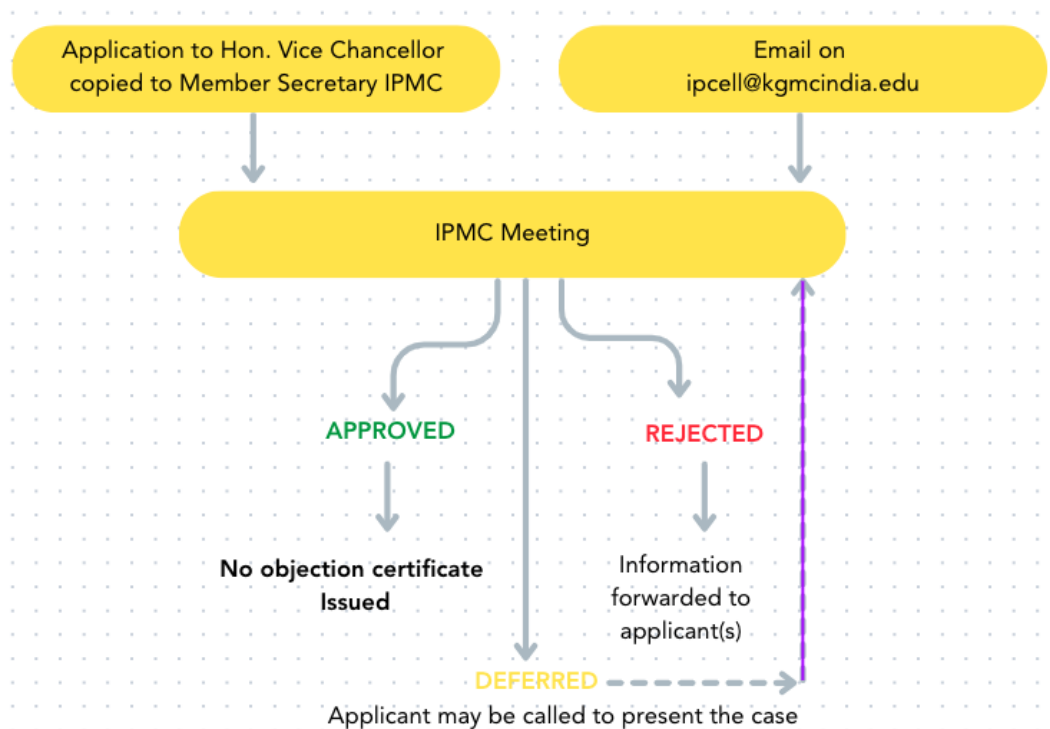 Application to Hon. Vice Chancellor
copied to Member Secretary IPMC
Email on
ipcell@kgmcindia.edu
IPMC Meeting
APPROVED
REJECTED
No objection certificate
Issued
Information
forwarded to
applicant(s)
DEFERRED
Applicant may be called to present the case